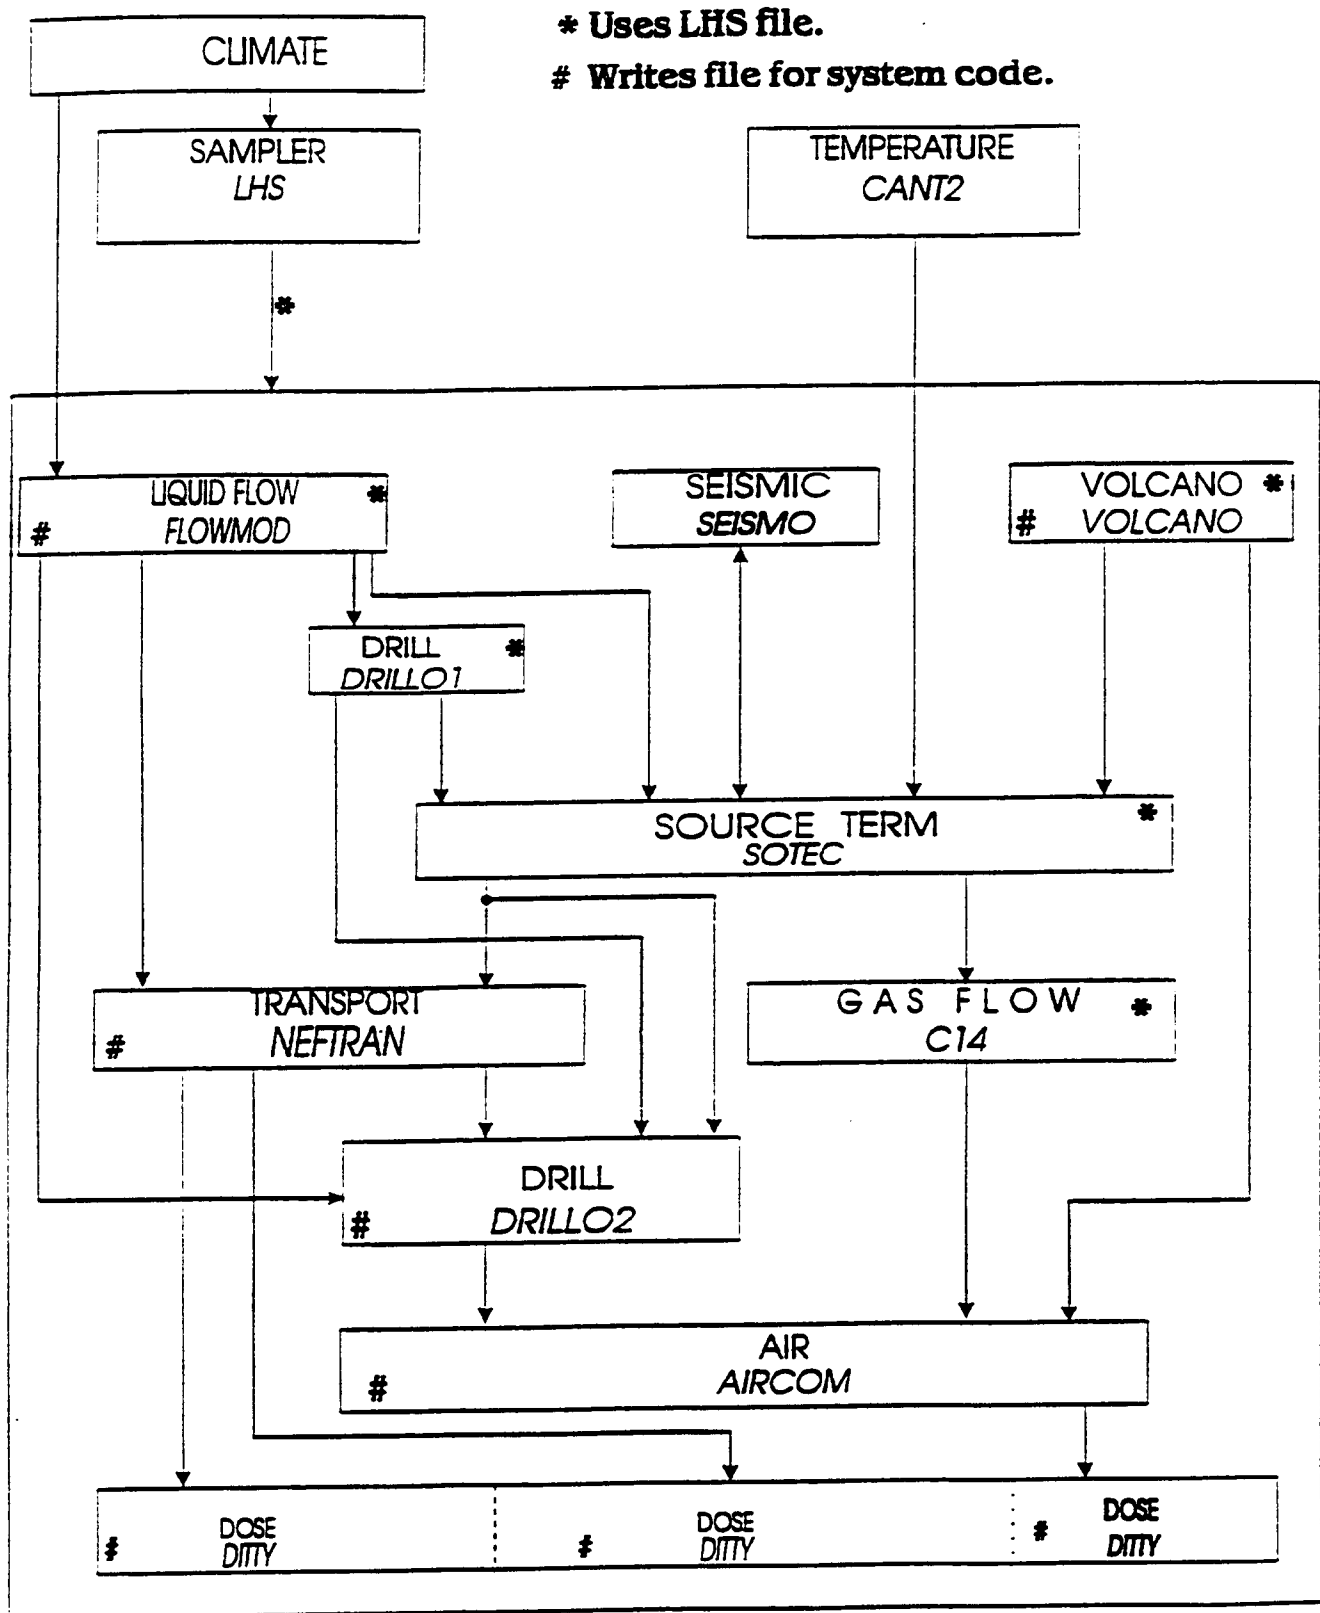 * Uses LHS file.
# Writes file for system code.
CLIMATE
SAMPLER
LHS
TEMPERATURE
CANT2
*
LIQUID FLOW *
# FLOWMOD
SEISMIC
SEISMO
VOLCANO *
# VOLCANO
DRILL *
DRILLO1
SOURCE TERM *
SOTEC
TRANSPORT
# NEFTRAN
GAS FLOW *
C14
DRILL
# DRILLO2
AIR
# AIRCOM
DOSE
# DITTY
DOSE
# DITTY
DOSE
# DITTY